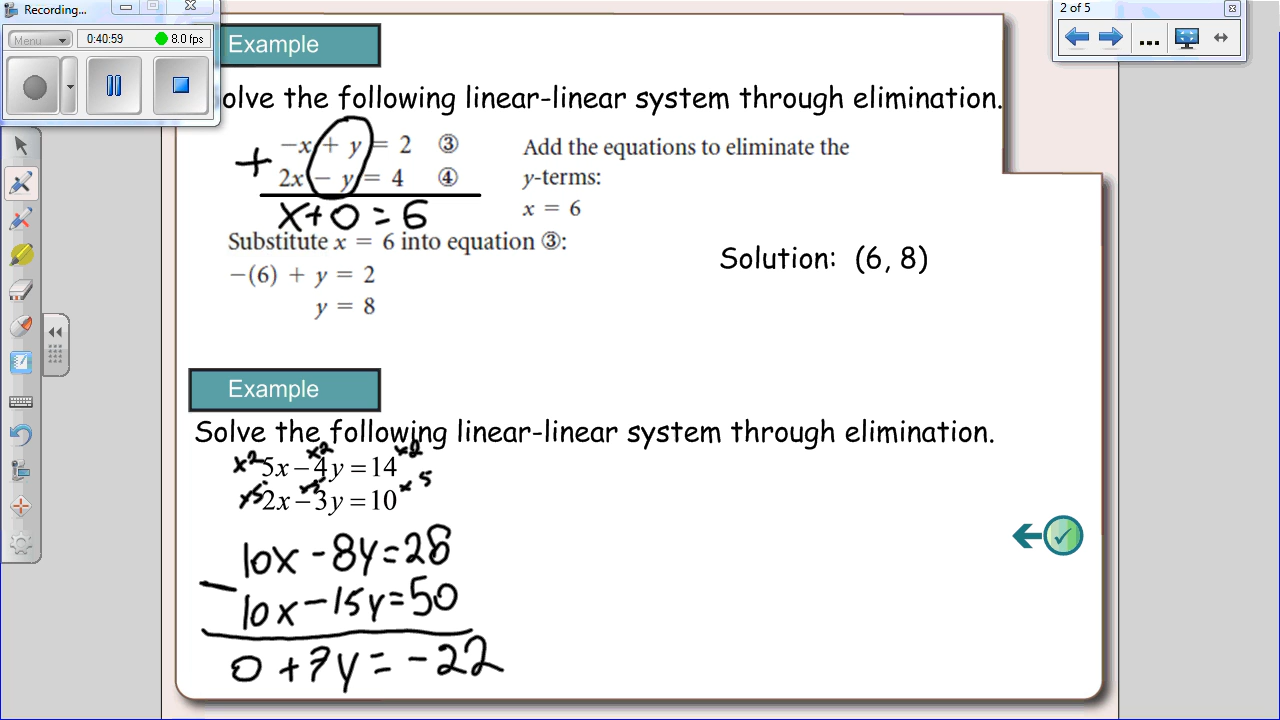 Recording...
Menu
0:40:59
8.0 fps
2 of 5
...
Example
olve the following linear-linear system through elimination.
+
−x + y = 2 ③
2x − y = 4 ④
x+0=6
Add the equations to eliminate the
y-terms:
x = 6
Substitute x = 6 into equation ③:
−(6) + y = 2
y = 8
Solution: (6, 8)
Example
Solve the following linear-linear system through elimination.
x2 x2 x2
5x−4y=14
x5 x5 x 5
2x−3y=10
10x-8y=28
- 10x-15y=50
0+7y=-22